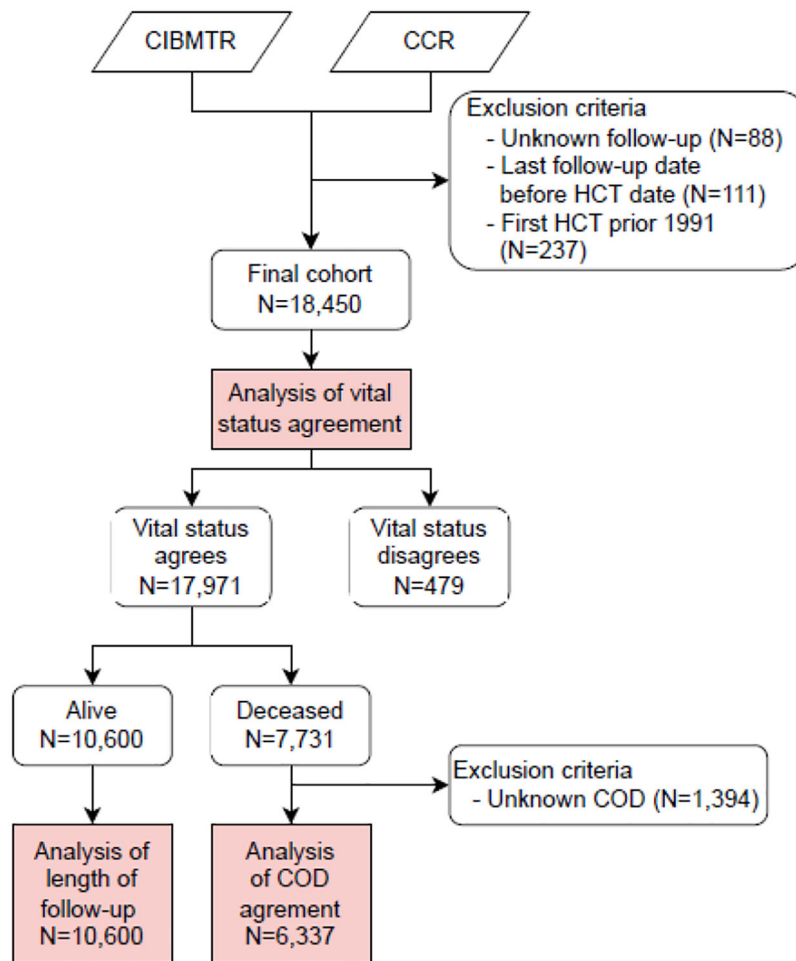 CIBMTR
CCR
Exclusion criteria
- Unknown follow-up (N=88)
- Last follow-up date
before HCT date (N=111)
- First HCT prior 1991
(N=237)
Final cohort
N=18,450
Analysis of vital
status agreement
Vital status
agrees
N=17,971
Vital status
disagrees
N=479
Alive
N=10,600
Deceased
N=7,731
Exclusion criteria
- Unknown COD (N=1,394)
Analysis of
length of
follow-up
N=10,600
Analysis
of COD
agrement
N=6,337